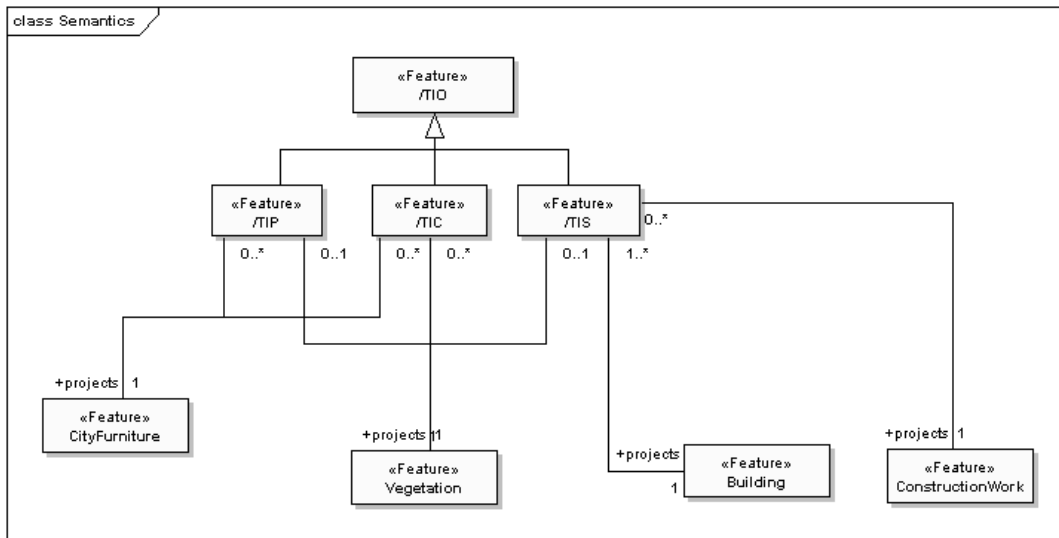 class Semantics
«Feature»
/TIO
«Feature»
/TIP
«Feature»
/TIC
«Feature»
/TIS
0..*
0..*
0..1
0..*
0..*
0..1
1..*
+projects 1
«Feature»
CityFurniture
+projects 1
1
«Feature»
Vegetation
+projects
1
«Feature»
Building
+projects 1
«Feature»
ConstructionWork